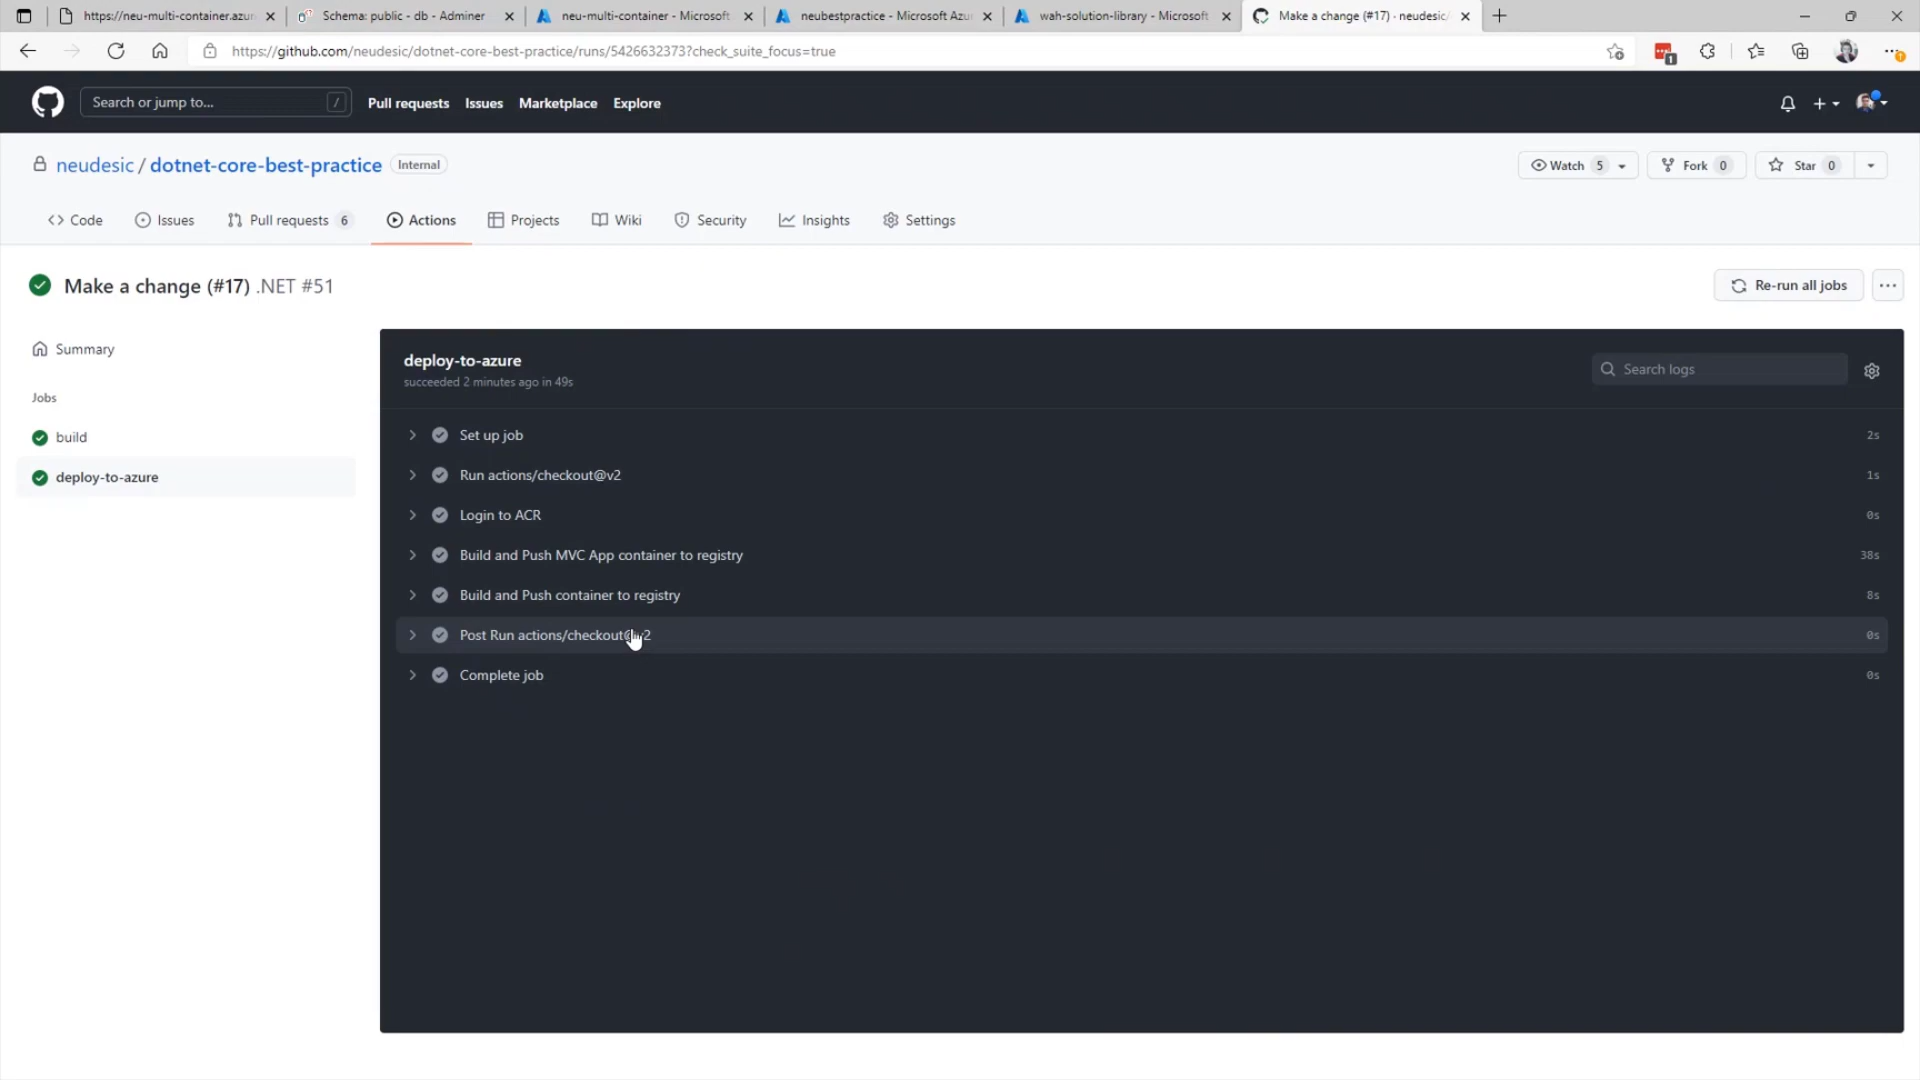 https://neu-multi-container.azur
Schema: public - db - Adminer
neu-multi-container - Microsoft
neubestpractice - Microsoft Azu
wah-solution-library - Microsoft
Make a change (#17) · neudesic/
https://github.com/neudesic/dotnet-core-best-practice/runs/5426632373?check_suite_focus=true
1
Search or jump to...
/
Pull requests
Issues
Marketplace
Explore
neudesic / dotnet-core-best-practice
Internal
Watch 5
Fork 0
Star 0
Code
Issues
Pull requests 6
Actions
Projects
Wiki
Security
Insights
Settings
Make a change (#17) .NET #51
Re-run all jobs
Summary
Jobs
build
deploy-to-azure
deploy-to-azure
succeeded 2 minutes ago in 49s
Search logs
Set up job 2s
Run actions/checkout@v2 1s
Login to ACR 0s
Build and Push MVC App container to registry 38s
Build and Push container to registry 8s
Post Run actions/checkout@v2 0s
Complete job 0s